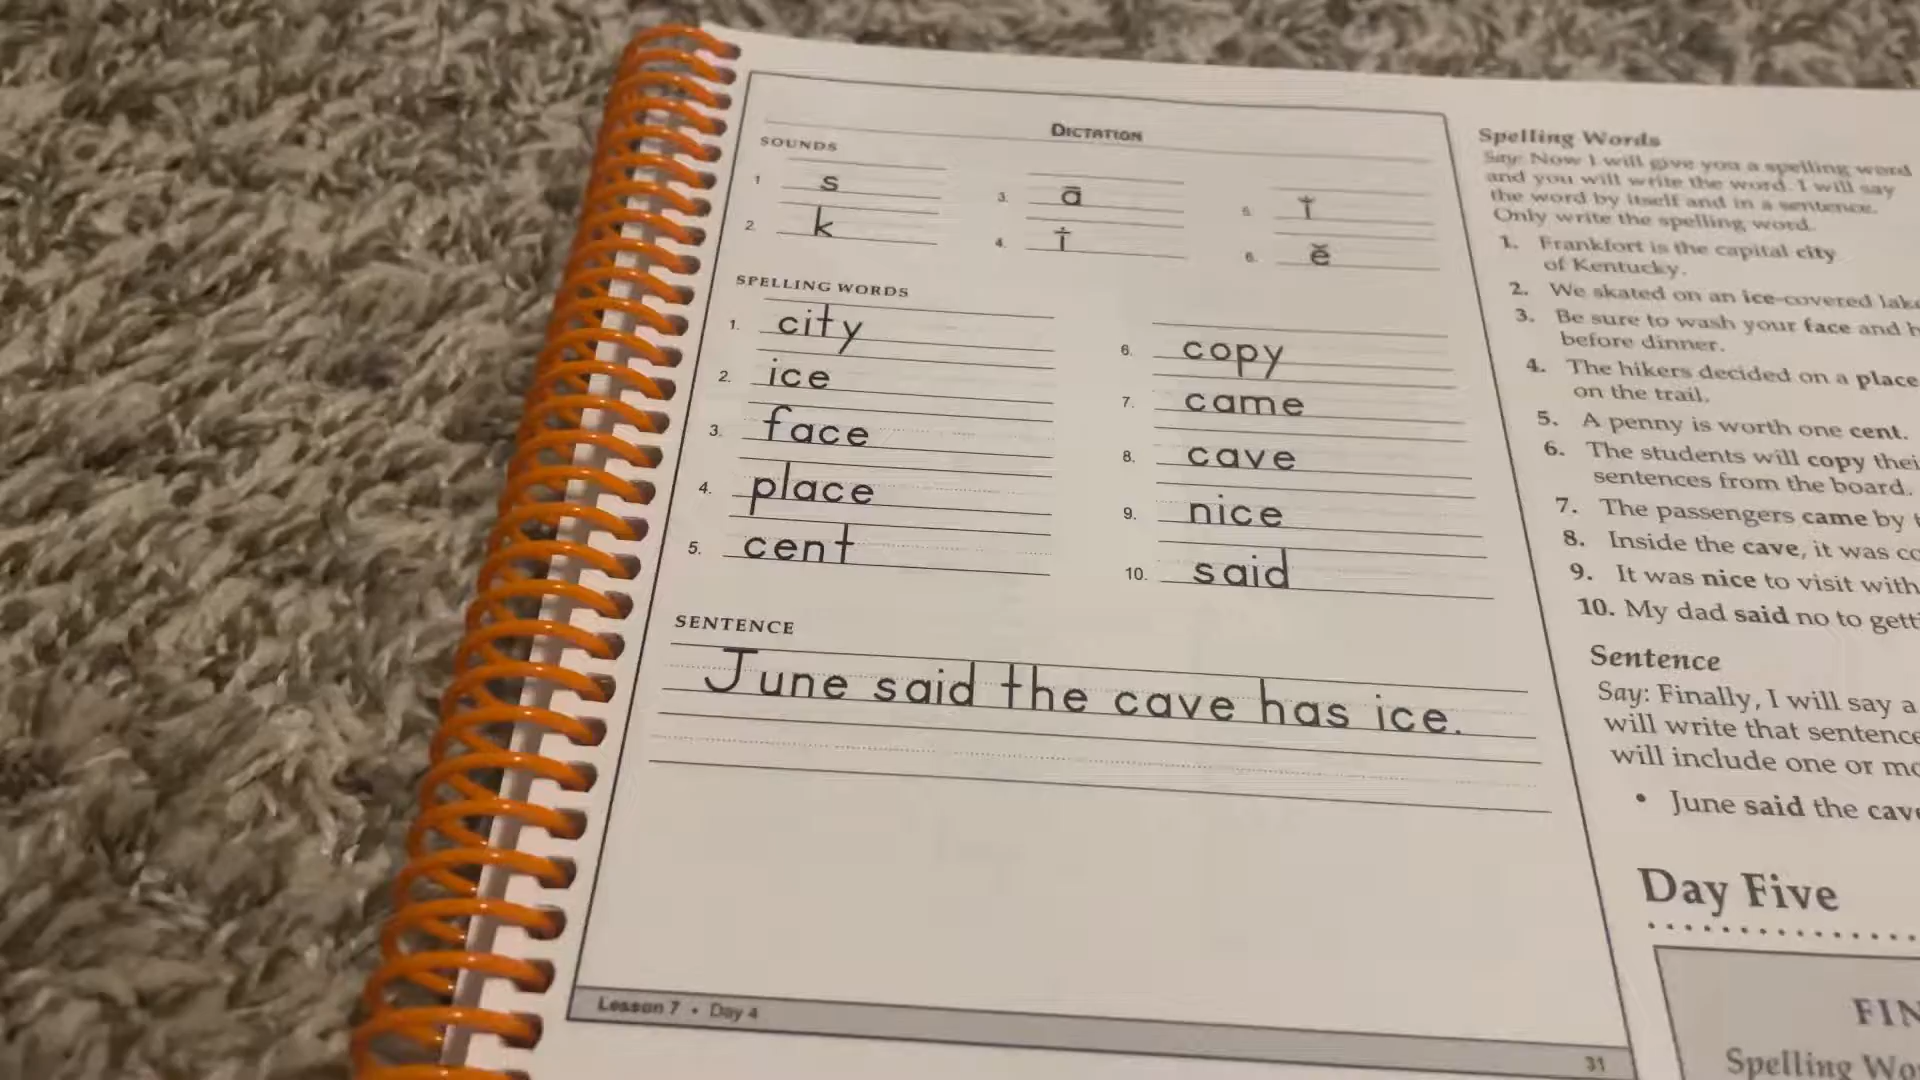 DICTATION
SOUNDS
1 s
2. k
3. ā
4. i
5. ĭ
6. ĕ
SPELLING WORDS
1. city
2. ice
3. face
4. place
5. cent
6. copy
7. came
8. cave
9. nice
10. said
SENTENCE
June said the cave has ice.
Lesson 7 • Day 4
31
Spelling Words
Say: Now I will give you a spelling word
and you will write the word. I will say
the word by itself and in a sentence.
Only write the spelling word.
1. Frankfort is the capital city
of Kentucky.
2. We skated on an ice-covered
3. Be sure to wash your face and
before dinner.
4. The hikers decided on a place
on the trail.
5. A penny is worth one cent.
6. The students will copy
sentences from the board.
7. The passengers came by
8. Inside the cave, it was
9. It was nice to visit with
10. My dad said no to
Sentence
Say: Finally, I will say a
will write that sentence
will include one or
• June said the
Day Five
Spelling